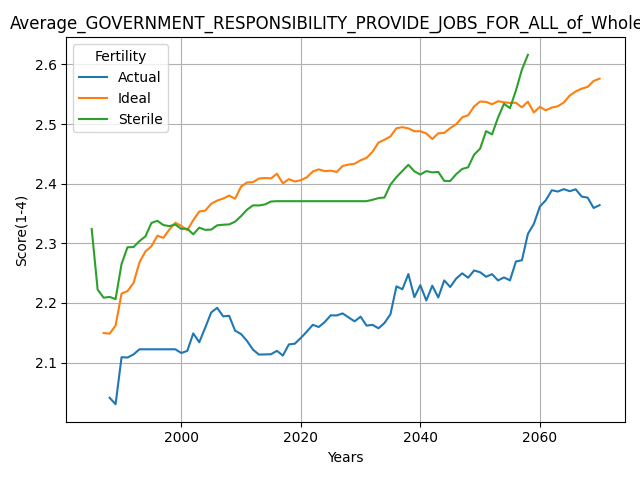 Average_GOVERNMENT_RESPONSIBILITY_PROVIDE_JOBS_FOR_ALL_of_Whole
Fertility
Actual
Ideal
Sterile
2.6
2.5
2.4
2.3
2.2
2.1
Score(1-4)
2000 2020 2040 2060
Years